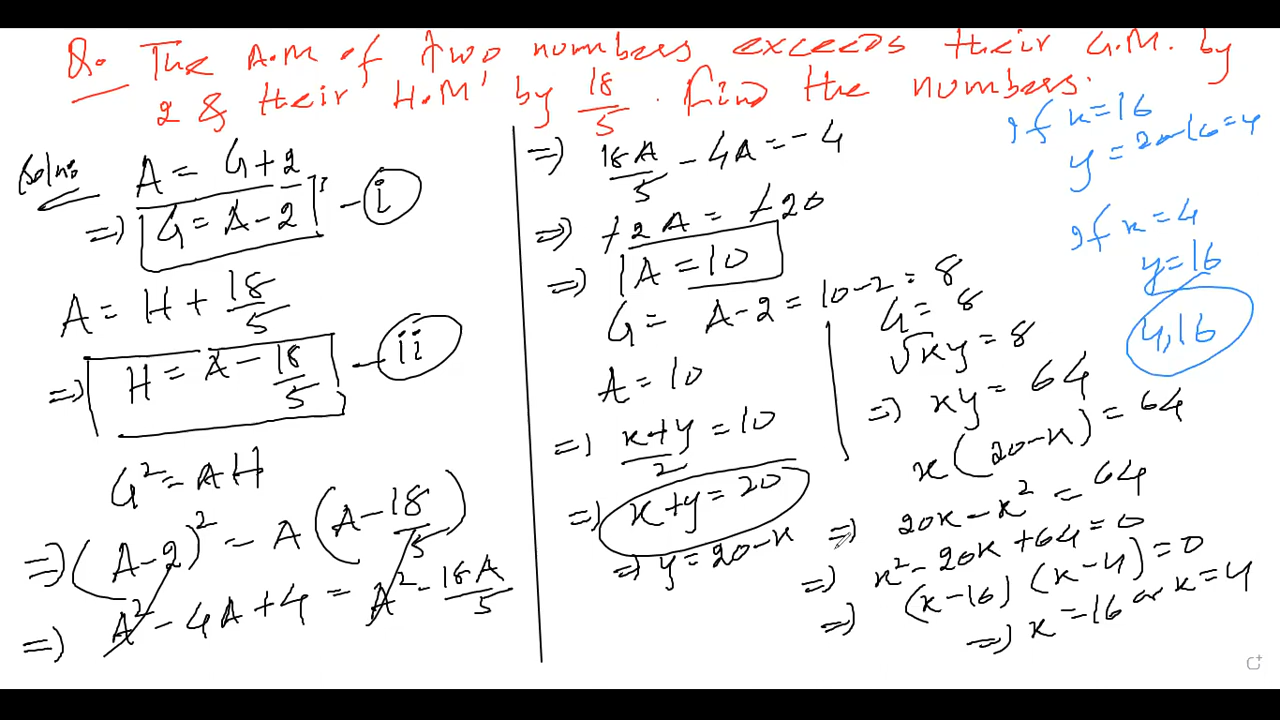 Q. The A.M of two numbers exceeds their G.M. by
2 & their H.M by 18/5. Find the numbers.
Soln:
A = G+2
=> G = A-2 - i
A = H + 18/5
=> H = A - 18/5 - ii
G² = AH
=> (A-2)² = A(A - 18/5)
=> A² - 4A + 4 = A² - 18A/5
=> 18A/5 - 4A = -4
=> +2A = +20
=> A = 10
G = A-2 = 10-2 = 8
A = 10
=> x+y/2 = 10
=> x+y = 20
=> y = 20-x
G = 8
√xy = 8
=> xy = 64
x(20-x) = 64
=> 20x - x² = 64
=> x² - 20x + 64 = 0
=> (x-16)(x-4) = 0
=> x = 16 or x = 4
If x = 16
y = 20-16 = 4
If x = 4
y = 16
4,16